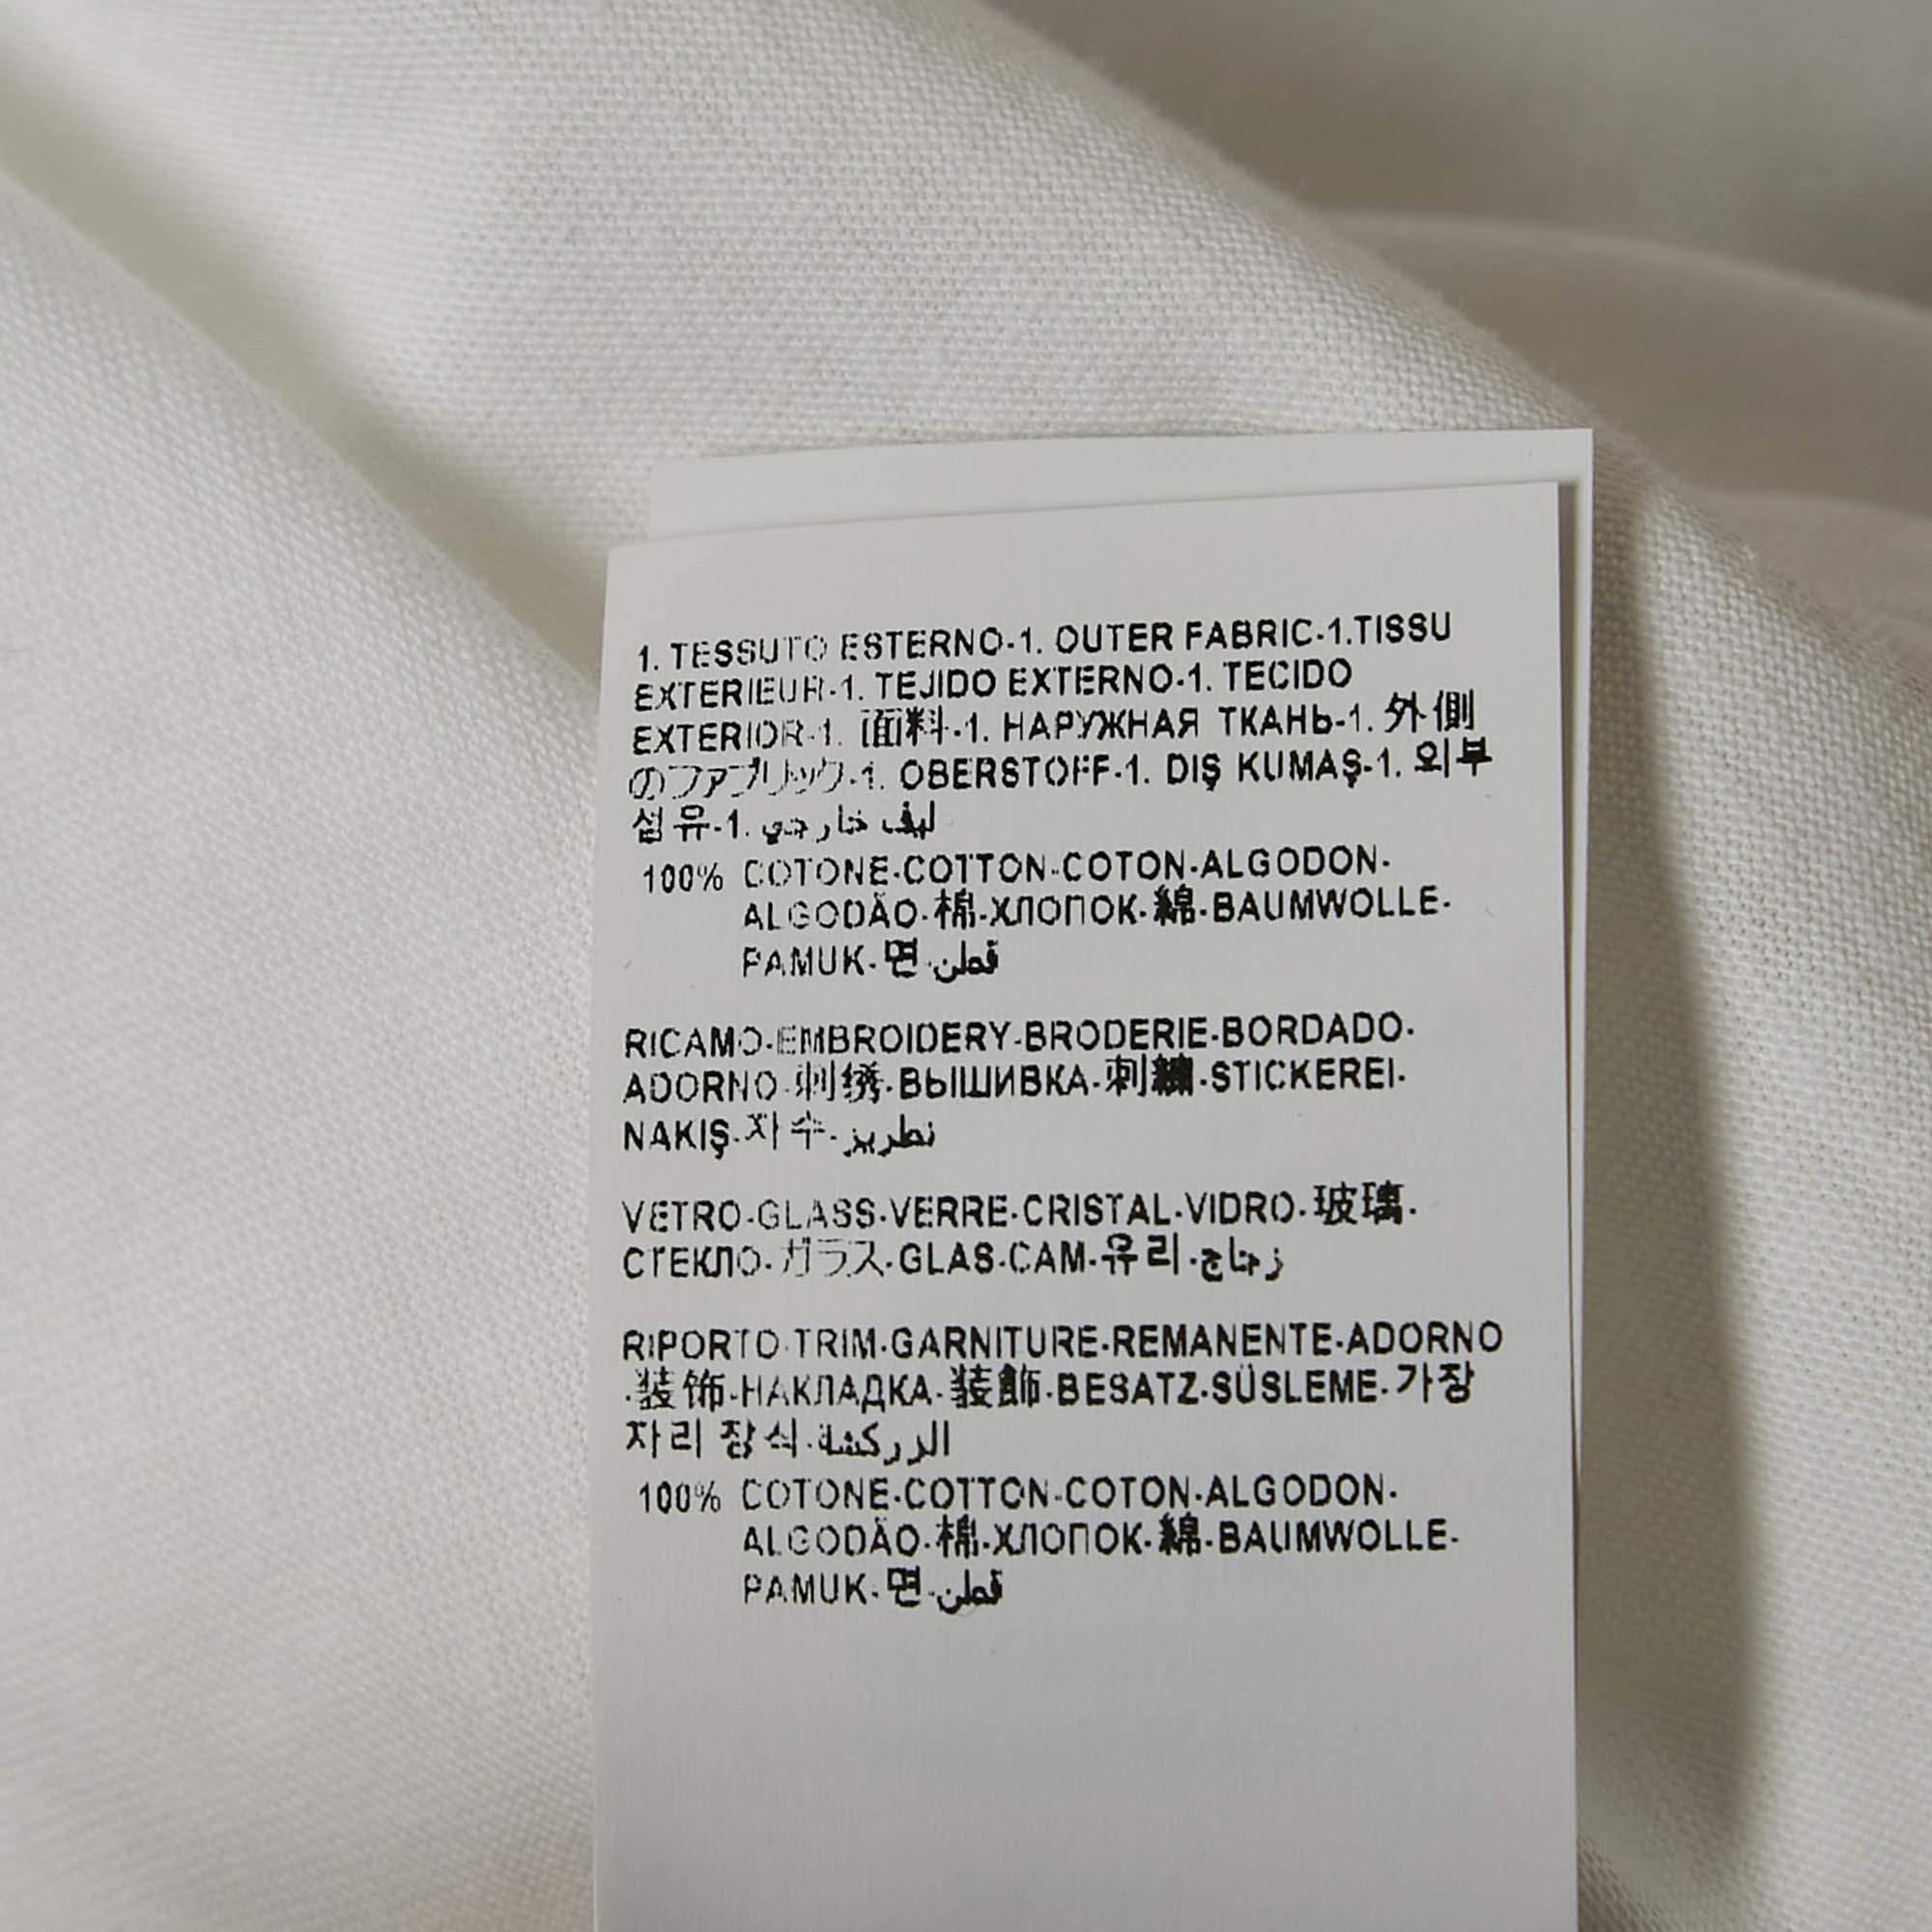 1. TESSUTO ESTERNO-1. OUTER FABRIC-1.TISSU
EXTERIEUR-1. TEJIDO EXTERNO-1. TECIDO
EXTERIOR-1. 面料-1. НАРУЖНАЯ ТКАНЬ-1. 外側
のファブリック-1. OBERSTOFF-1. DIŞ KUMAŞ-1. 외부
섬유-1. ليف خارجي
100% COTONE-COTTON-COTON-ALGODON-
ALGODÃO-棉-ХЛОПОК-綿-BAUMWOLLE-
PAMUK-면-قطن
RICAMO-EMBROIDERY-BRODERIE-BORDADO-
ADORNO-刺绣-ВЫШИВКА-刺繍-STICKEREI-
NAKIŞ-자수-تطريز
VETRO-GLASS-VERRE-CRISTAL-VIDRO-玻璃-
СТЕКЛО-ガラス-GLAS-CAM-유리-زجاج
RIPORTO-TRIM-GARNITURE-REMANENTE-ADORNO
-装饰-НАКЛАДКА-装飾-BESATZ-SÜSLEME-가장
자리 장식-الزركشة
100% COTONE-COTTON-COTON-ALGODON-
ALGODÃO-棉-ХЛОПОК-綿-BAUMWOLLE-
PAMUK-면-قطن